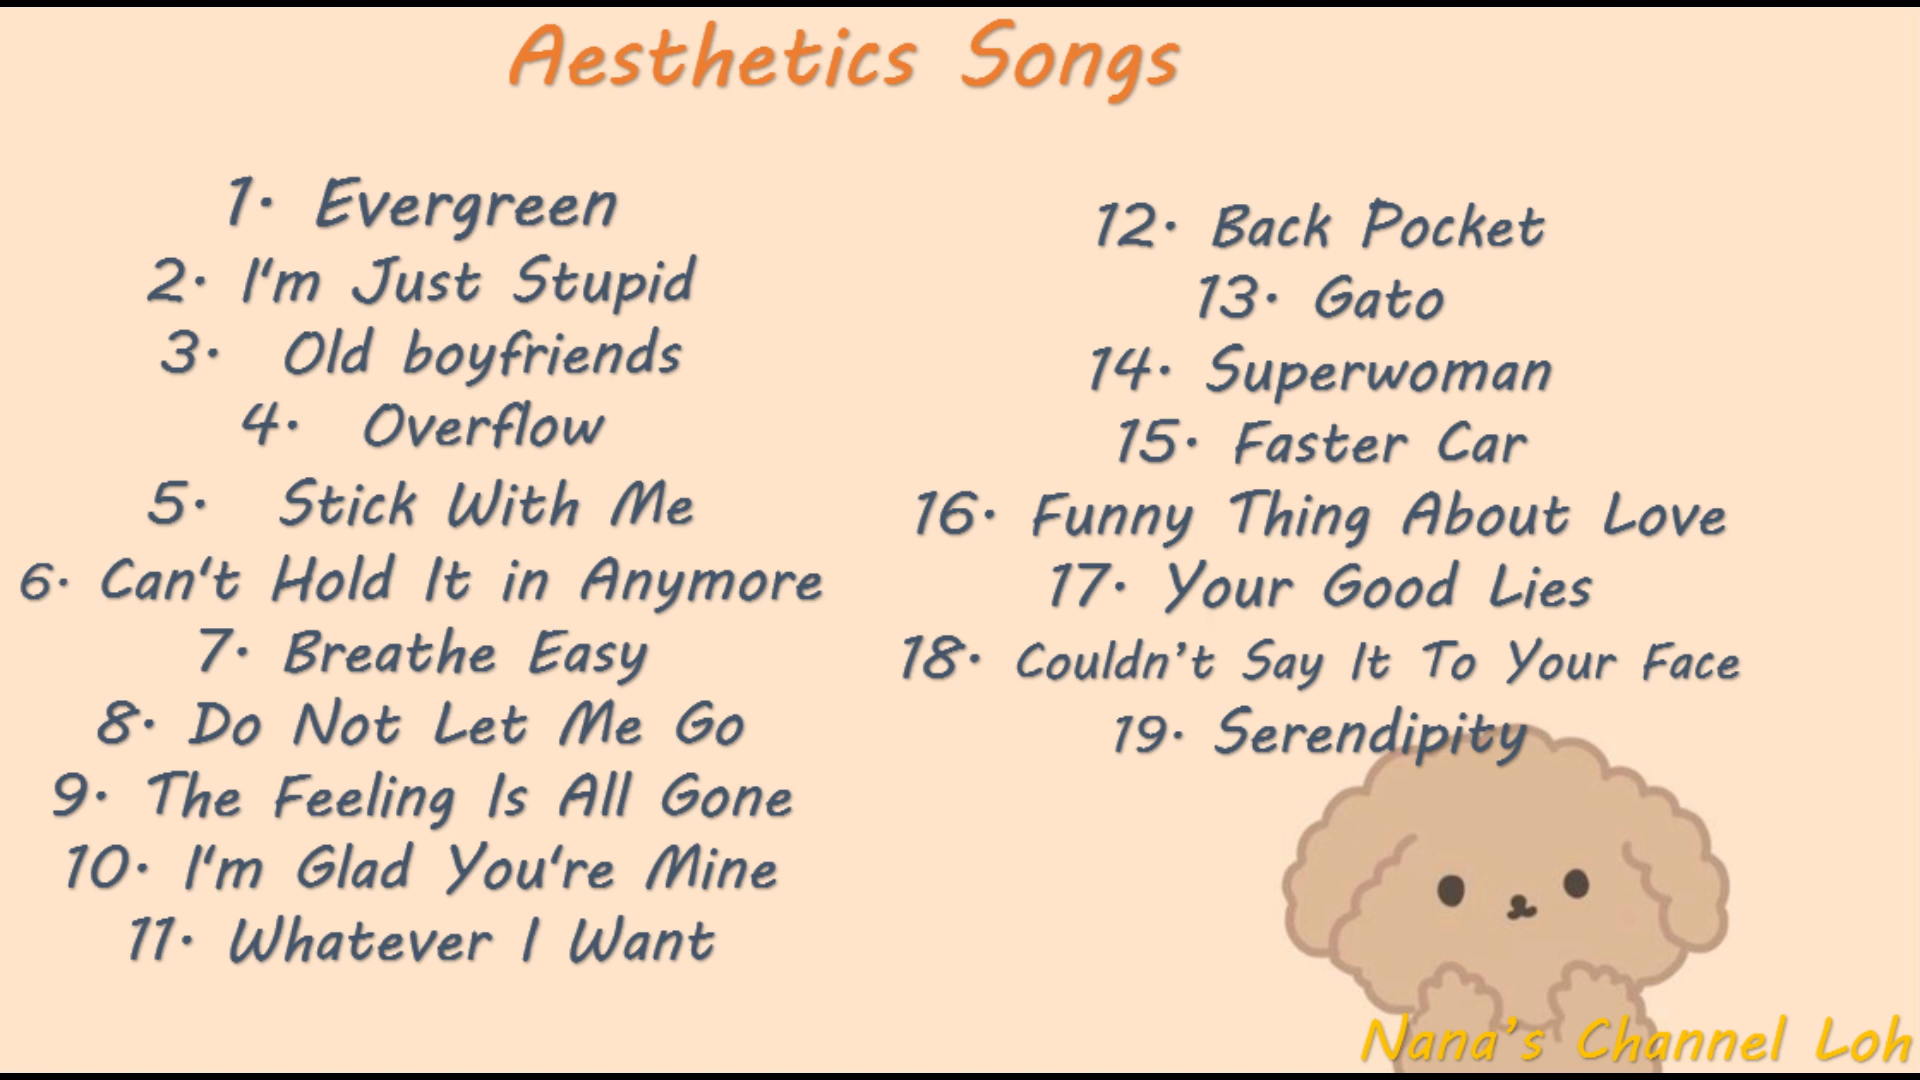 Aesthetics Songs
1. Evergreen
2. I'm Just Stupid
3. Old boyfriends
4. Overflow
5. Stick With Me
6. Can't Hold It in Anymore
7. Breathe Easy
8. Do Not Let Me Go
9. The Feeling Is All Gone
10. I'm Glad You're Mine
11. Whatever I Want
12. Back Pocket
13. Gato
14. Superwoman
15. Faster Car
16. Funny Thing About Love
17. Your Good Lies
18. Couldn't Say It To Your Face
19. Serendipity
Nana's Channel Loh